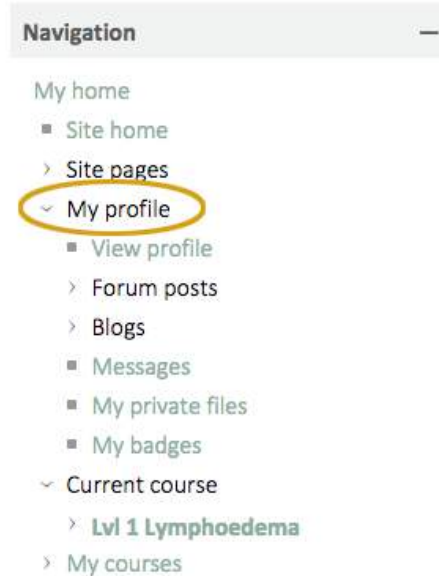 Navigation
My home
Site home
Site pages
My profile
View profile
Forum posts
Blogs
Messages
My private files
My badges
Current course
Lvl 1 Lymphoedema
My courses